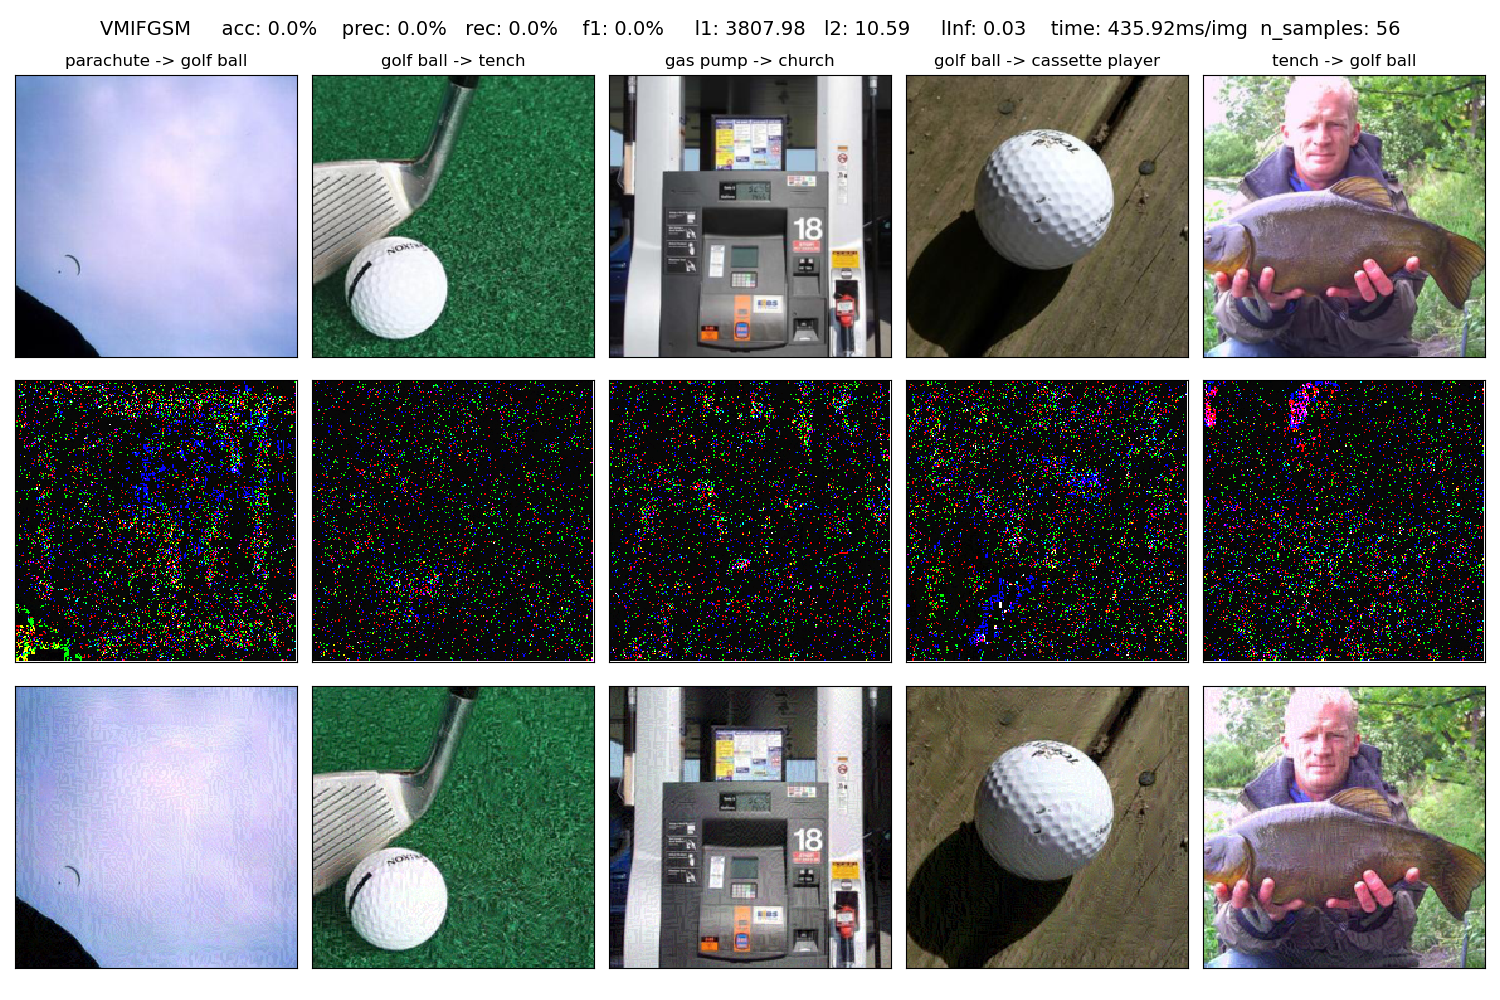 VMIFGSM acc: 0.0% prec: 0.0% rec: 0.0% f1: 0.0% l1: 3807.98 l2: 10.59 lInf: 0.03 time: 435.92ms/img n_samples: 56
parachute -> golf ball
golf ball -> tench
gas pump -> church
golf ball -> cassette player
tench -> golf ball
18
18